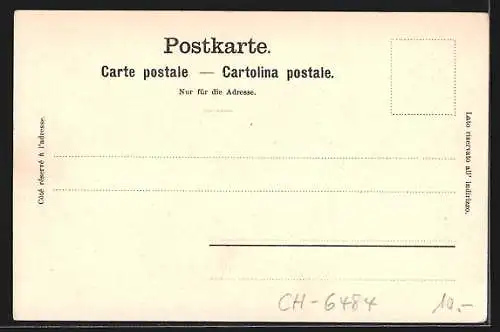 Postkarte.
Carte postale — Cartolina postale.
Nur für die Adresse.
Côté réservé à l'adresse.
Lato riservato all' indirizzo.
CH-6484
10.-